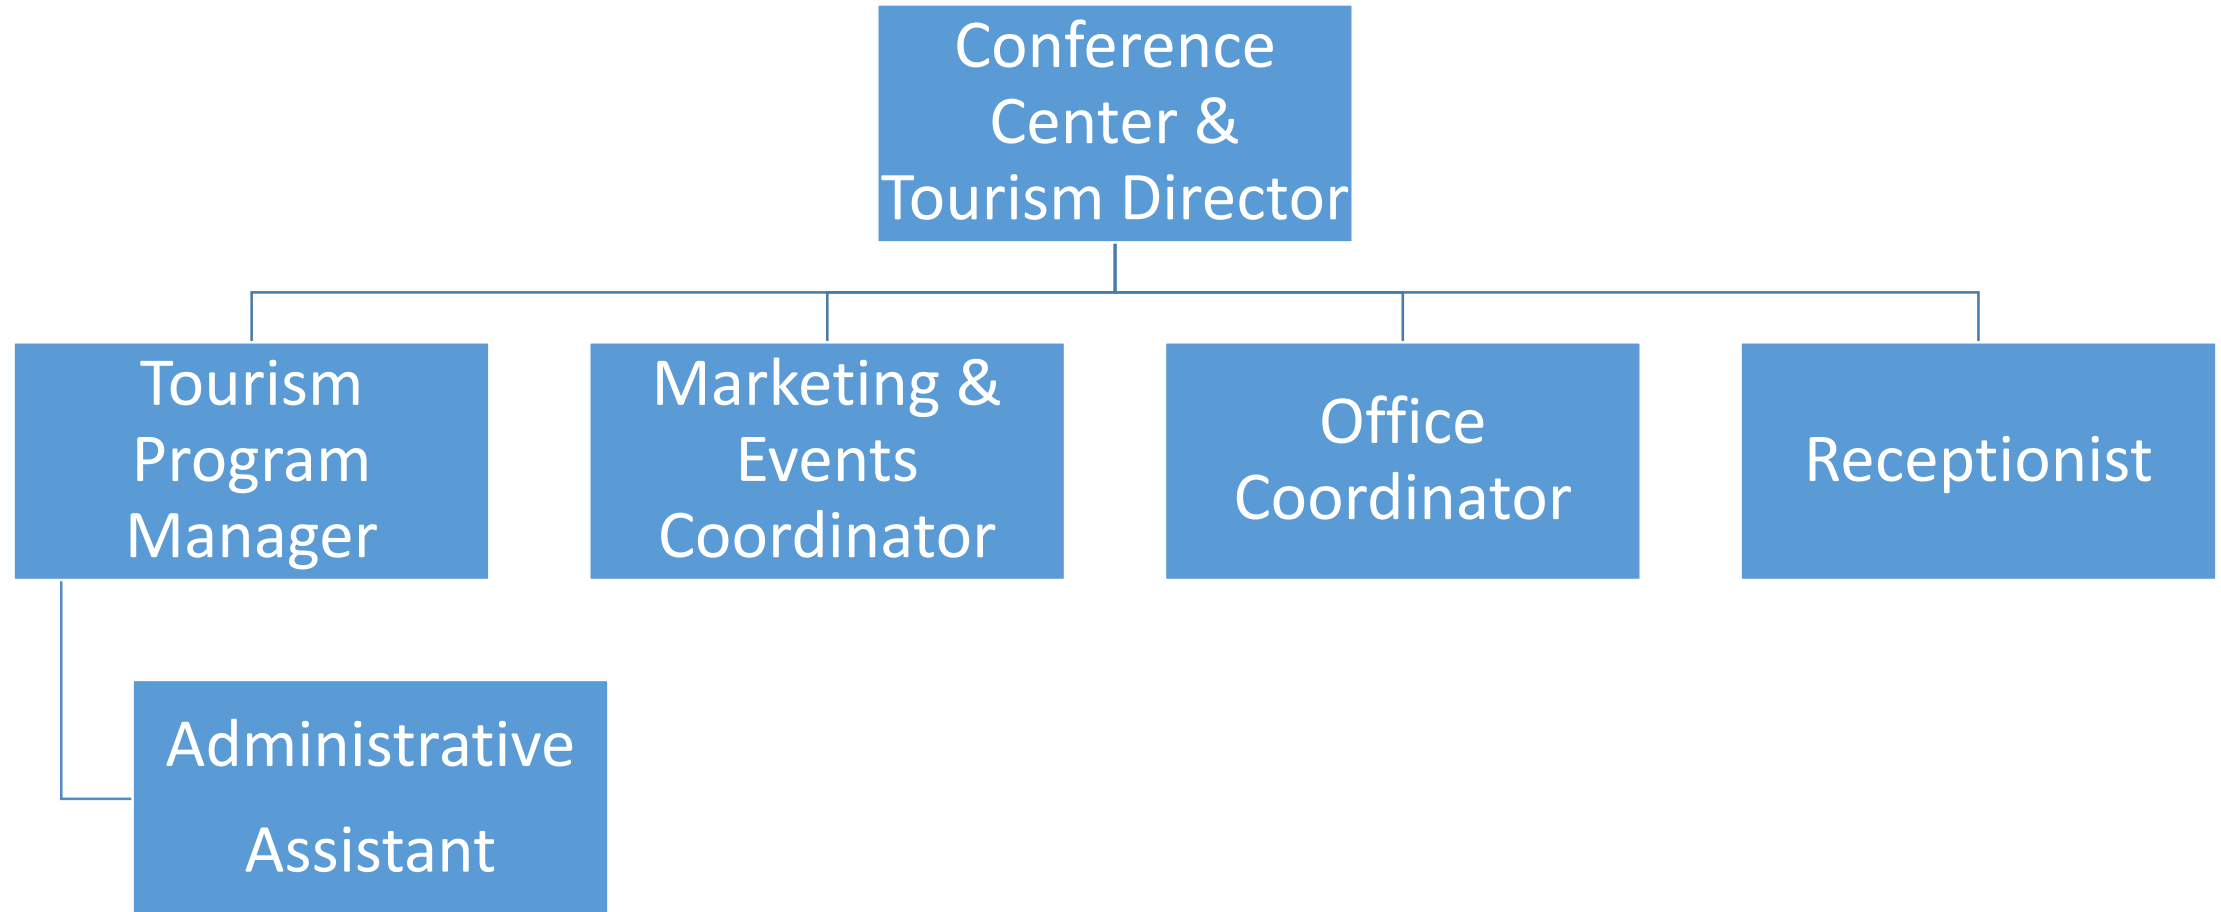 Conference
Center &
Tourism Director
Tourism
Program
Manager
Marketing &
Events
Coordinator
Office
Coordinator
Receptionist
Administrative
Assistant